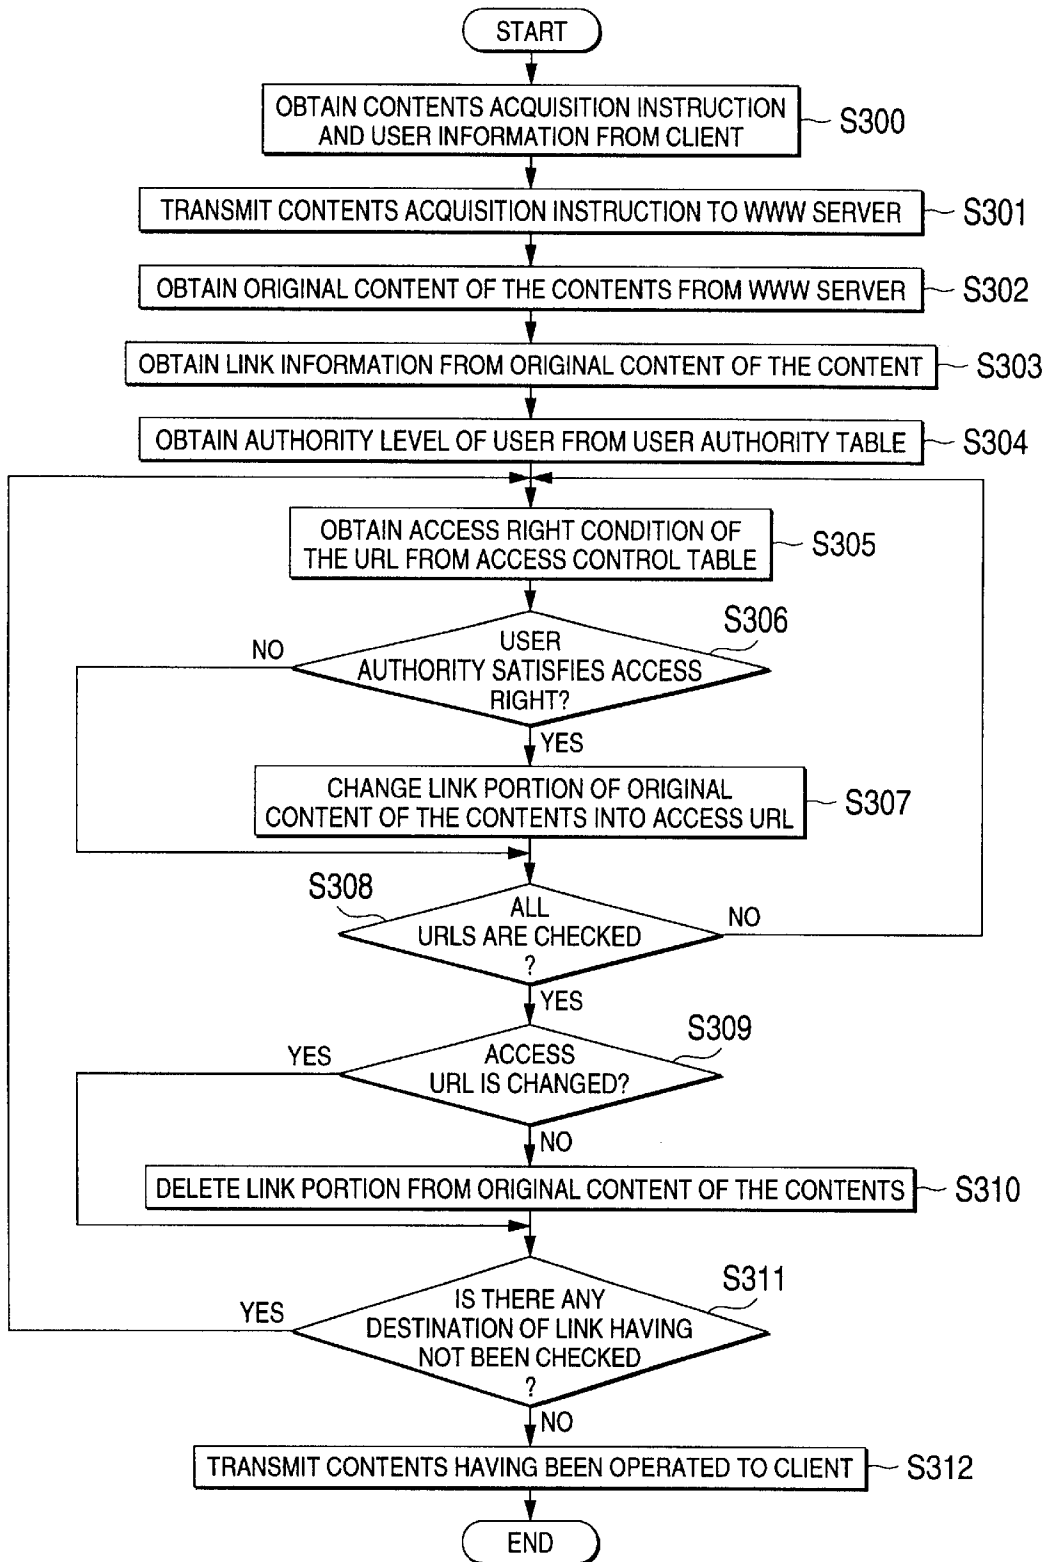 START
OBTAIN CONTENTS ACQUISITION INSTRUCTION
AND USER INFORMATION FROM CLIENT
S300
TRANSMIT CONTENTS ACQUISITION INSTRUCTION TO WWW SERVER
S301
OBTAIN ORIGINAL CONTENT OF THE CONTENTS FROM WWW SERVER
S302
OBTAIN LINK INFORMATION FROM ORIGINAL CONTENT OF THE CONTENT
S303
OBTAIN AUTHORITY LEVEL OF USER FROM USER AUTHORITY TABLE
S304
OBTAIN ACCESS RIGHT CONDITION OF
THE URL FROM ACCESS CONTROL TABLE
S305
S306
NO
USER
AUTHORITY SATISFIES ACCESS
RIGHT?
YES
CHANGE LINK PORTION OF ORIGINAL
CONTENT OF THE CONTENTS INTO ACCESS URL
S307
S308
ALL
URLS ARE CHECKED
?
NO
YES
S309
YES
ACCESS
URL IS CHANGED?
NO
DELETE LINK PORTION FROM ORIGINAL CONTENT OF THE CONTENTS
S310
S311
YES
IS THERE ANY
DESTINATION OF LINK HAVING
NOT BEEN CHECKED
?
NO
TRANSMIT CONTENTS HAVING BEEN OPERATED TO CLIENT
S312
END